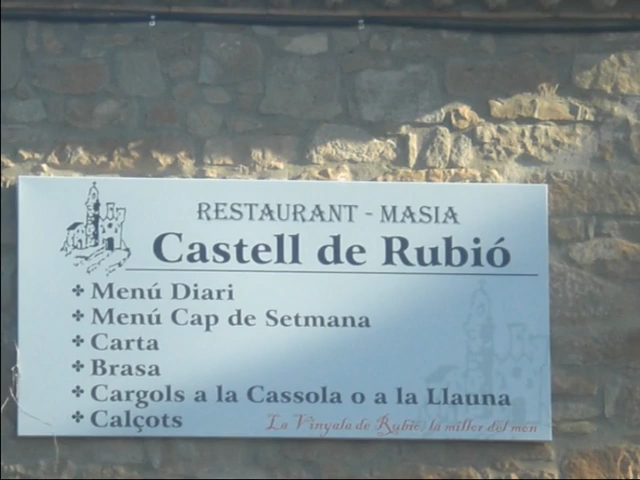 RESTAURANT - MASIA
Castell de Rubió
Menú Diari
Menú Cap de Setmana
Carta
Brasa
Cargols a la Cassola o a la Llauna
Calçots
La Vinyala de Rubió, la millor del món